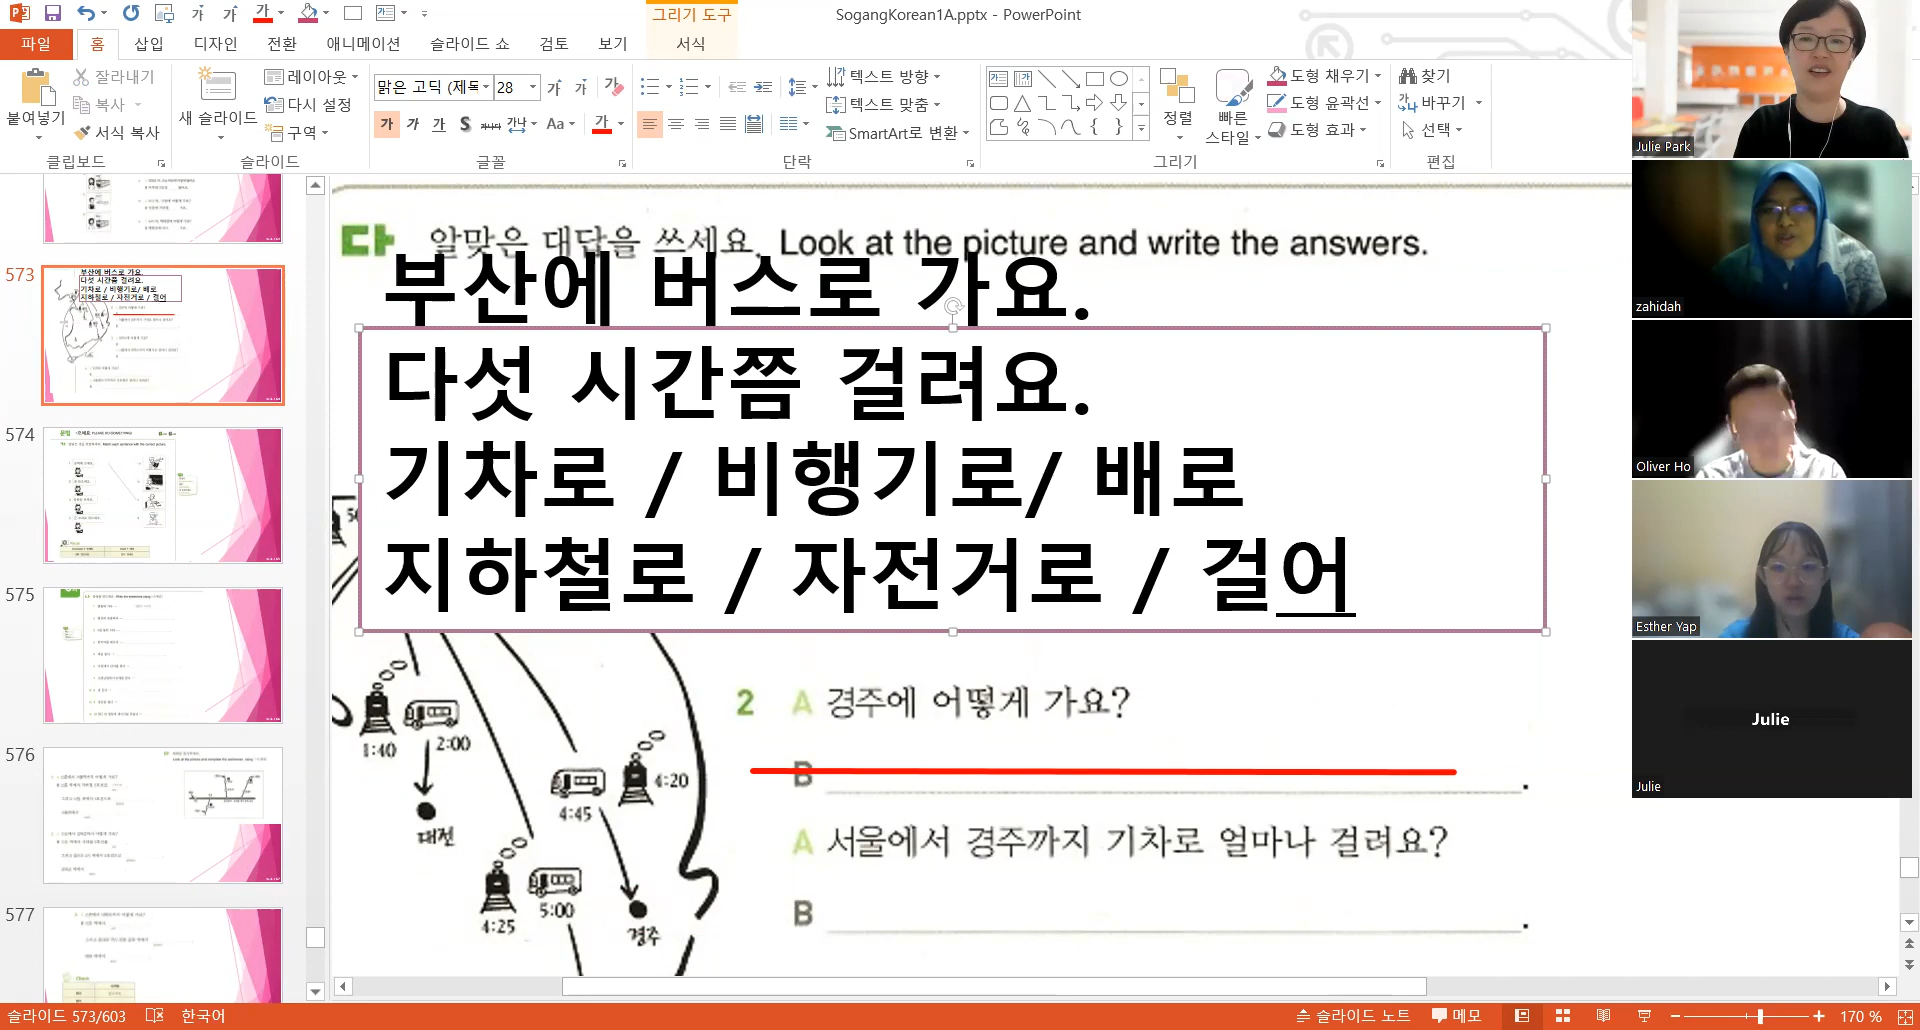 SogangKorean1A.pptx - PowerPoint
그리기 도구
파일 홈 삽입 디자인 전환 애니메이션 슬라이드 쇼 검토 보기 서식
붙여넣기
잘라내기
복사
서식 복사
클립보드
새 슬라이드
레이아웃
다시 설정
구역
슬라이드
맑은 고딕 (제목 28
글꼴
텍스트 방향
텍스트 맞춤
SmartArt로 변환
단락
정렬
빠른 스타일
도형 채우기
도형 윤곽선
도형 효과
그리기
찾기
바꾸기
선택
편집
573
574
575
576
577
다 알맞은 대답을 쓰세요. Look at the picture and write the answers.
부산에 버스로 가요.
다섯 시간쯤 걸려요.
기차로 / 비행기로/ 배로
지하철로 / 자전거로 / 걸어
1:40 2:00
대전
4:45 4:20
4:25 5:00
경주
2 A 경주에 어떻게 가요?
B .
A 서울에서 경주까지 기차로 얼마나 걸려요?
B .
Julie Park
zahidah
Oliver Ho
Esther Yap
Julie
Julie
슬라이드 573/603 한국어
슬라이드 노트 메모 170 %